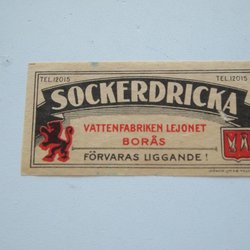 TEL. 12015 TEL. 12015
SOCKERDRICKA
VATTENFABRIKEN LEJONET
BORÅS
FÖRVARAS LIGGANDE!